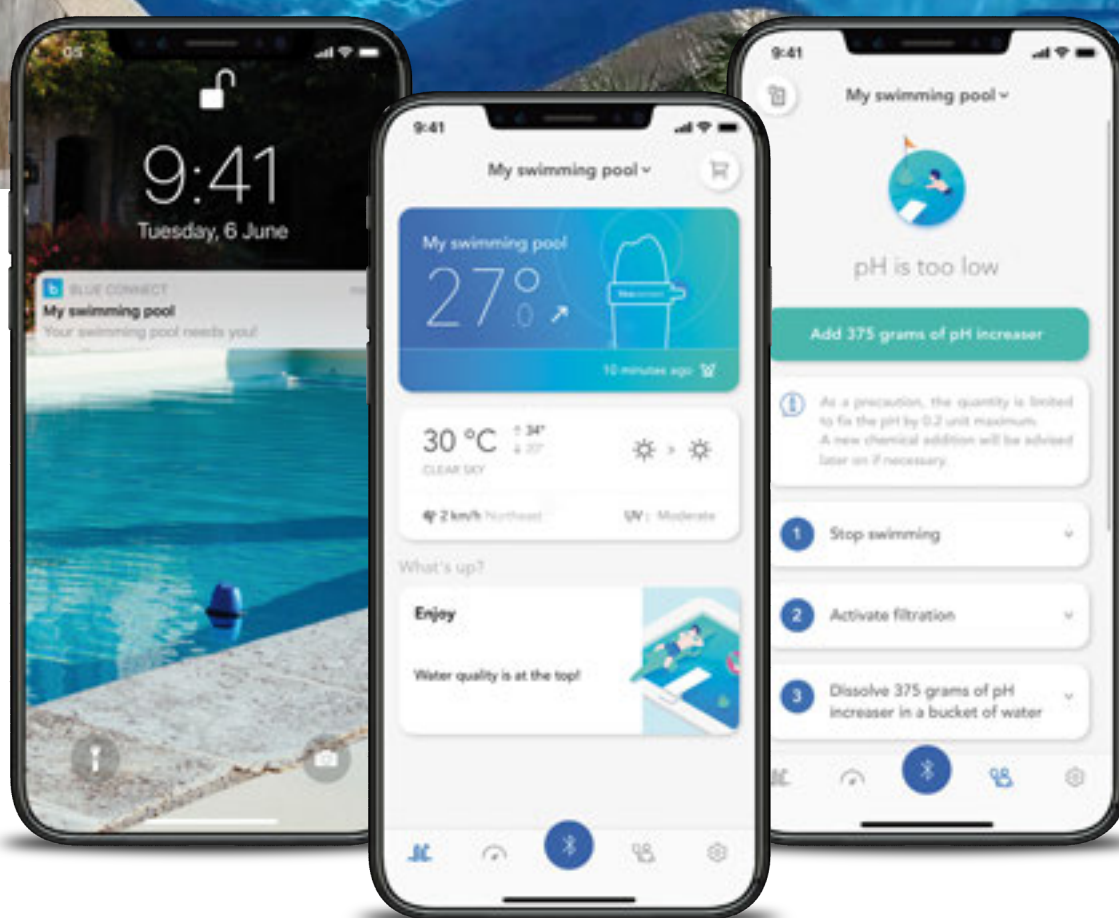 9:41
Tuesday, 6 June
BLUE CONNECT
My swimming pool
Your swimming pool needs you!
9:41
My swimming pool
My swimming pool
27°
0
10 minutes ago
30 °C
34°
20°
CLEAR SKY
2 km/h Northeast
UV : Moderate
What's up?
Enjoy
Water quality is at the top!
9:41
My swimming pool
pH is too low
Add 375 grams of pH increaser
As a precaution, the quantity is limited
to fix the pH by 0.2 unit maximum.
A new chemical addition will be advised
later on if necessary.
1 Stop swimming
2 Activate filtration
3 Dissolve 375 grams of pH
increaser in a bucket of water